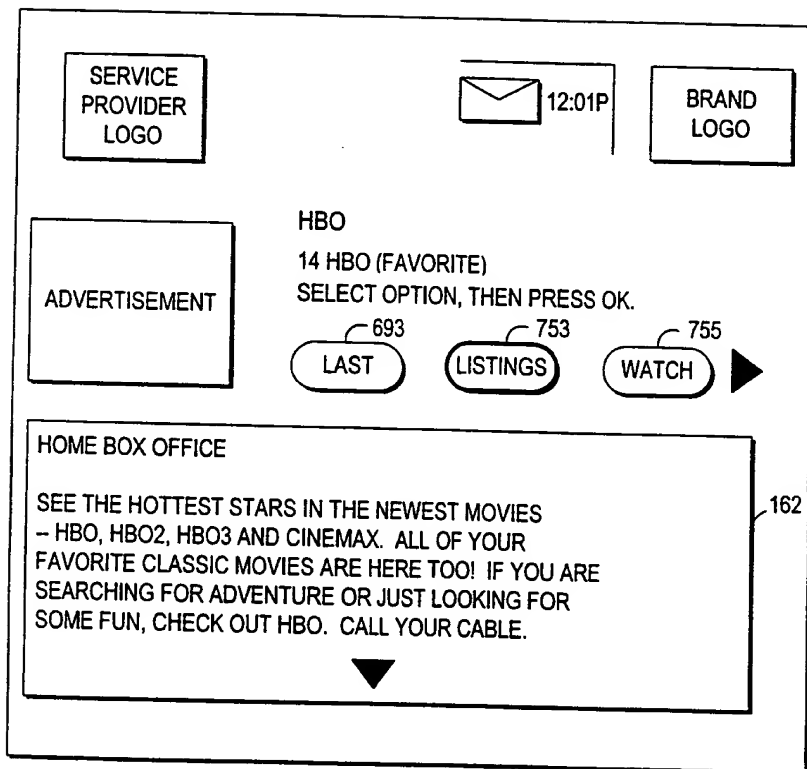 SERVICE
PROVIDER
LOGO
12:01P
BRAND
LOGO
ADVERTISEMENT
HBO
14 HBO (FAVORITE)
SELECT OPTION, THEN PRESS OK.
693
753
755
LAST
LISTINGS
WATCH
HOME BOX OFFICE
162
SEE THE HOTTEST STARS IN THE NEWEST MOVIES
– HBO, HBO2, HBO3 AND CINEMAX. ALL OF YOUR
FAVORITE CLASSIC MOVIES ARE HERE TOO! IF YOU ARE
SEARCHING FOR ADVENTURE OR JUST LOOKING FOR
SOME FUN, CHECK OUT HBO. CALL YOUR CABLE.